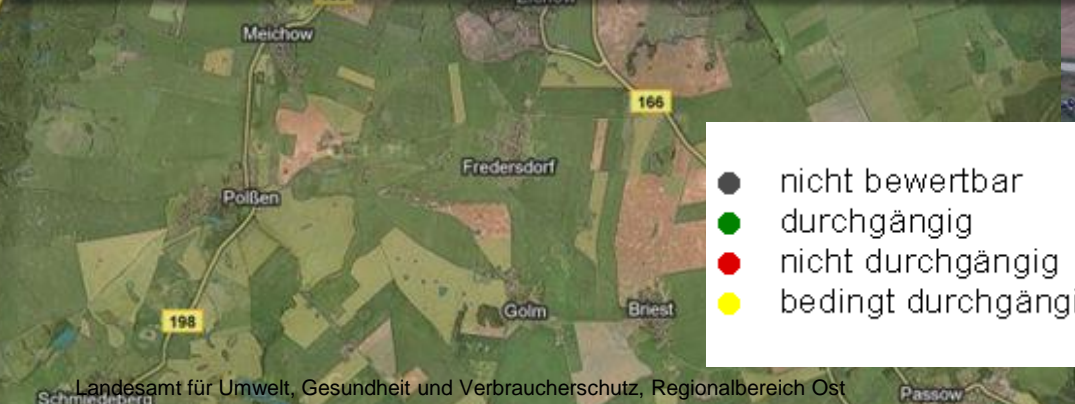 Meichow
166
Fredersdorf
Polßen
nicht bewertbar
durchgängig
nicht durchgängig
bedingt durchgängi
Golm
Briest
198
Landesamt für Umwelt, Gesundheit und Verbraucherschutz, Regionalbereich Ost
Schmiedeberg
Passow